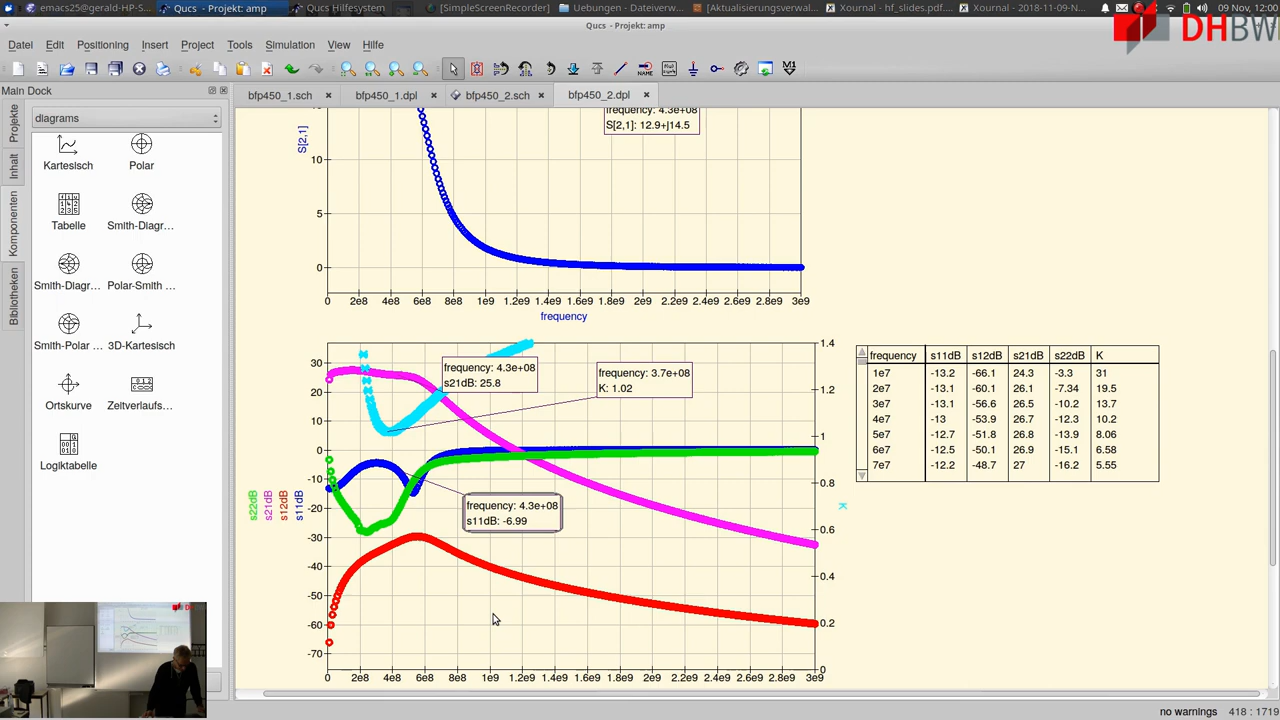 emacs25@gerald-HP-S... Qucs - Projekt: amp Qucs Hilfesystem [SimpleScreenRecorder] Uebungen - Dateiverw... [Aktualisierungsverwal... Xournal - hf_slides.pdf... Xournal - 2018-11-09-N... 09 Nov, 12:00
Qucs - Projekt: amp
DHBW
Datei Edit Positioning Insert Project Tools Simulation View Hilfe
NAME
M1
Main Dock
bfp450_1.sch bfp450_1.dpl bfp450_2.sch bfp450_2.dpl
Projekte
Inhalt
Komponenten
Bibliotheken
diagrams
Kartesisch Polar
Tabelle Smith-Diagr...
Smith-Diagr... Polar-Smith ...
Smith-Polar ... 3D-Kartesisch
Ortskurve Zeitverlaufs...
Logiktabelle
frequency: 4.3e+08
S[2,1]: 12.9+j14.5
S[2,1]
10
5
0
0 2e8 4e8 6e8 8e8 1e9 1.2e9 1.4e9 1.6e9 1.8e9 2e9 2.2e9 2.4e9 2.6e9 2.8e9 3e9
frequency
30
20
10
0
-10
-20
-30
-40
-50
-60
-70
s22dB
s21dB
s12dB
s11dB
frequency: 4.3e+08
s21dB: 25.8
frequency: 3.7e+08
K: 1.02
frequency: 4.3e+08
s11dB: -6.99
1.4
1.2
1
0.8
0.6
0.4
0.2
0
K
0 2e8 4e8 6e8 8e8 1e9 1.2e9 1.4e9 1.6e9 1.8e9 2e9 2.2e9 2.4e9 2.6e9 2.8e9 3e9
frequency s11dB s12dB s21dB s22dB K
1e7 -13.2 -66.1 24.3 -3.3 31
2e7 -13.1 -60.1 26.1 -7.34 19.5
3e7 -13.1 -56.6 26.5 -10.2 13.7
4e7 -13 -53.9 26.7 -12.3 10.2
5e7 -12.7 -51.8 26.8 -13.9 8.06
6e7 -12.5 -50.1 26.9 -15.1 6.58
7e7 -12.2 -48.7 27 -16.2 5.55
no warnings 418 : 1719